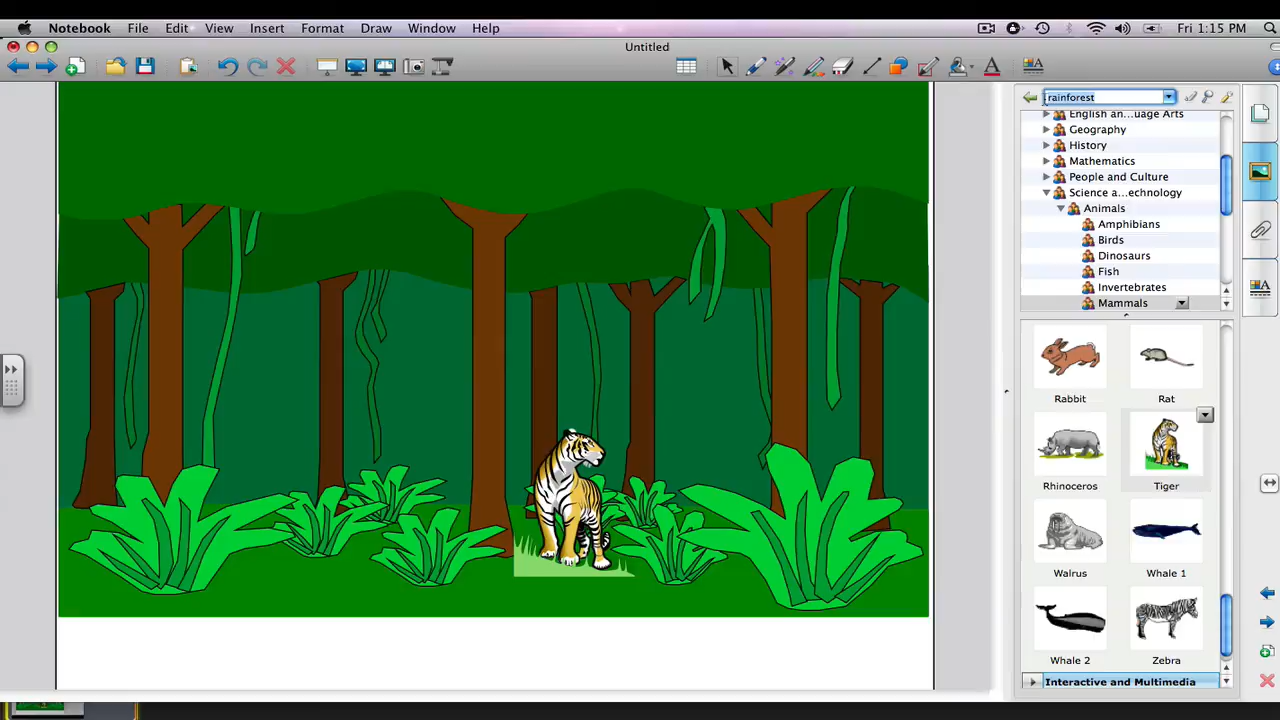 Notebook File Edit View Insert Format Draw Window Help Fri 1:15 PM
Untitled
rainforest
English an...uage Arts
Geography
History
Mathematics
People and Culture
Science a...echnology
Animals
Amphibians
Birds
Dinosaurs
Fish
Invertebrates
Mammals
Rabbit Rat
Rhinoceros Tiger
Walrus Whale 1
Whale 2 Zebra
Interactive and Multimedia